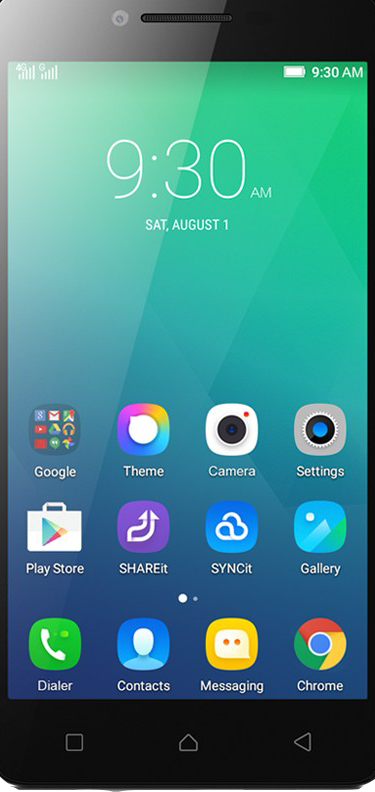 4G G 9:30 AM
9:30 AM
SAT, AUGUST 1
Google Theme Camera Settings
Play Store SHAREit SYNCit Gallery
Dialer Contacts Messaging Chrome